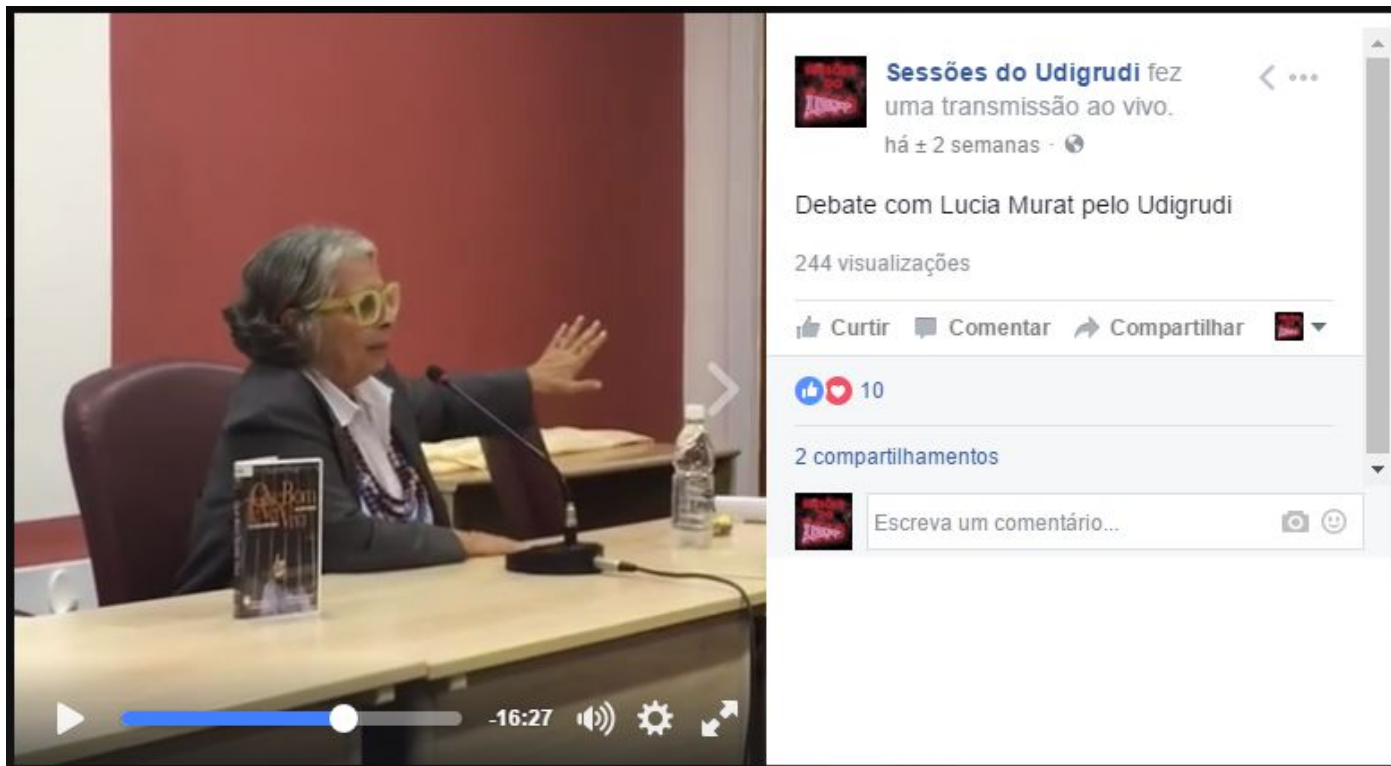 Sessões do Udigrudi fez
uma transmissão ao vivo.
há ± 2 semanas ·
Debate com Lucia Murat pelo Udigrudi
244 visualizações
Curtir Comentar Compartilhar
10
2 compartilhamentos
Escreva um comentário...
Que Bom
Te Ver
Viva
-16:27